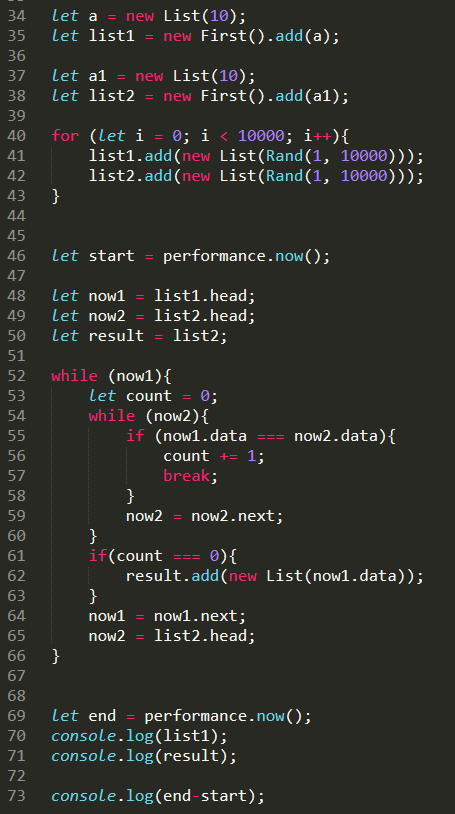 34 let a = new List(10);
35 let list1 = new First().add(a);
36
37 let a1 = new List(10);
38 let list2 = new First().add(a1);
39
40 for (let i = 0; i < 10000; i++){
41     list1.add(new List(Rand(1, 10000)));
42     list2.add(new List(Rand(1, 10000)));
43 }
44
45
46 let start = performance.now();
47
48 let now1 = list1.head;
49 let now2 = list2.head;
50 let result = list2;
51
52 while (now1){
53     let count = 0;
54     while (now2){
55         if (now1.data === now2.data){
56             count += 1;
57             break;
58         }
59         now2 = now2.next;
60     }
61     if(count === 0){
62         result.add(new List(now1.data));
63     }
64     now1 = now1.next;
65     now2 = list2.head;
66 }
67
68
69 let end = performance.now();
70 console.log(list1);
71 console.log(result);
72
73 console.log(end-start);